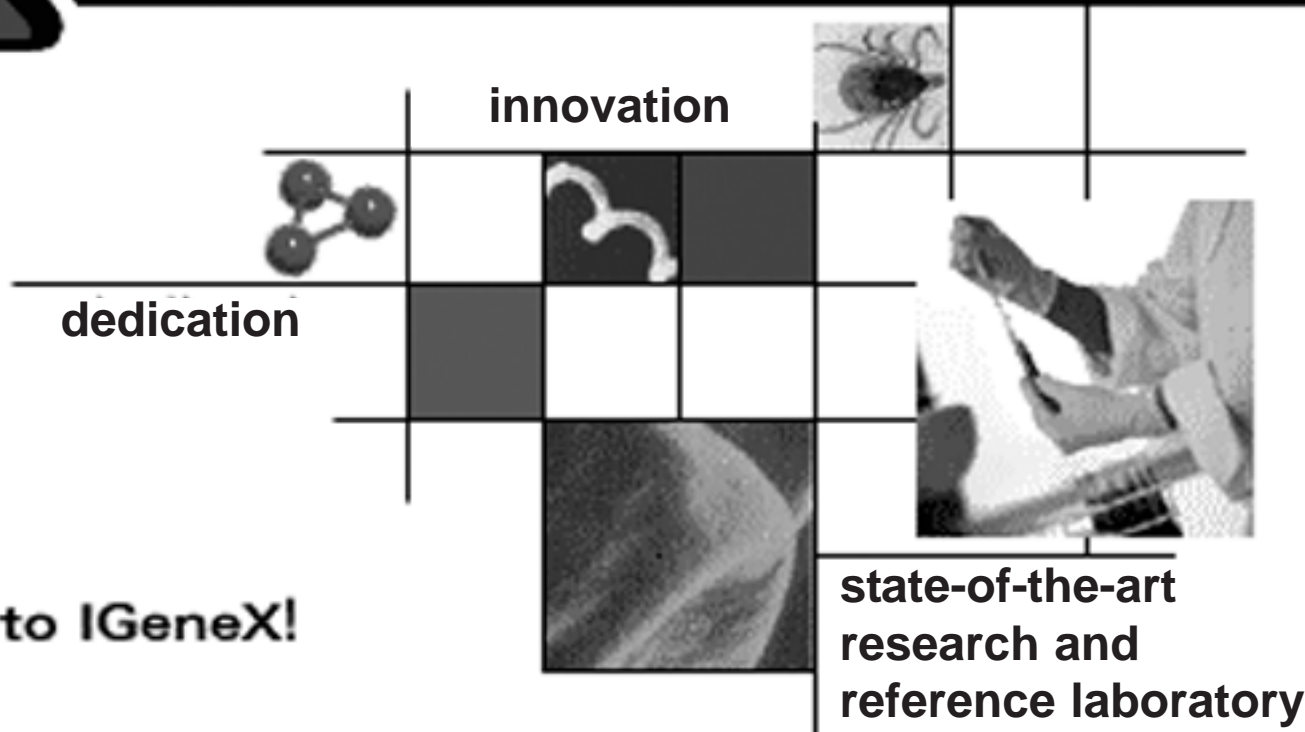 innovation
dedication
to IGeneX!
state-of-the-art
research and
reference laboratory